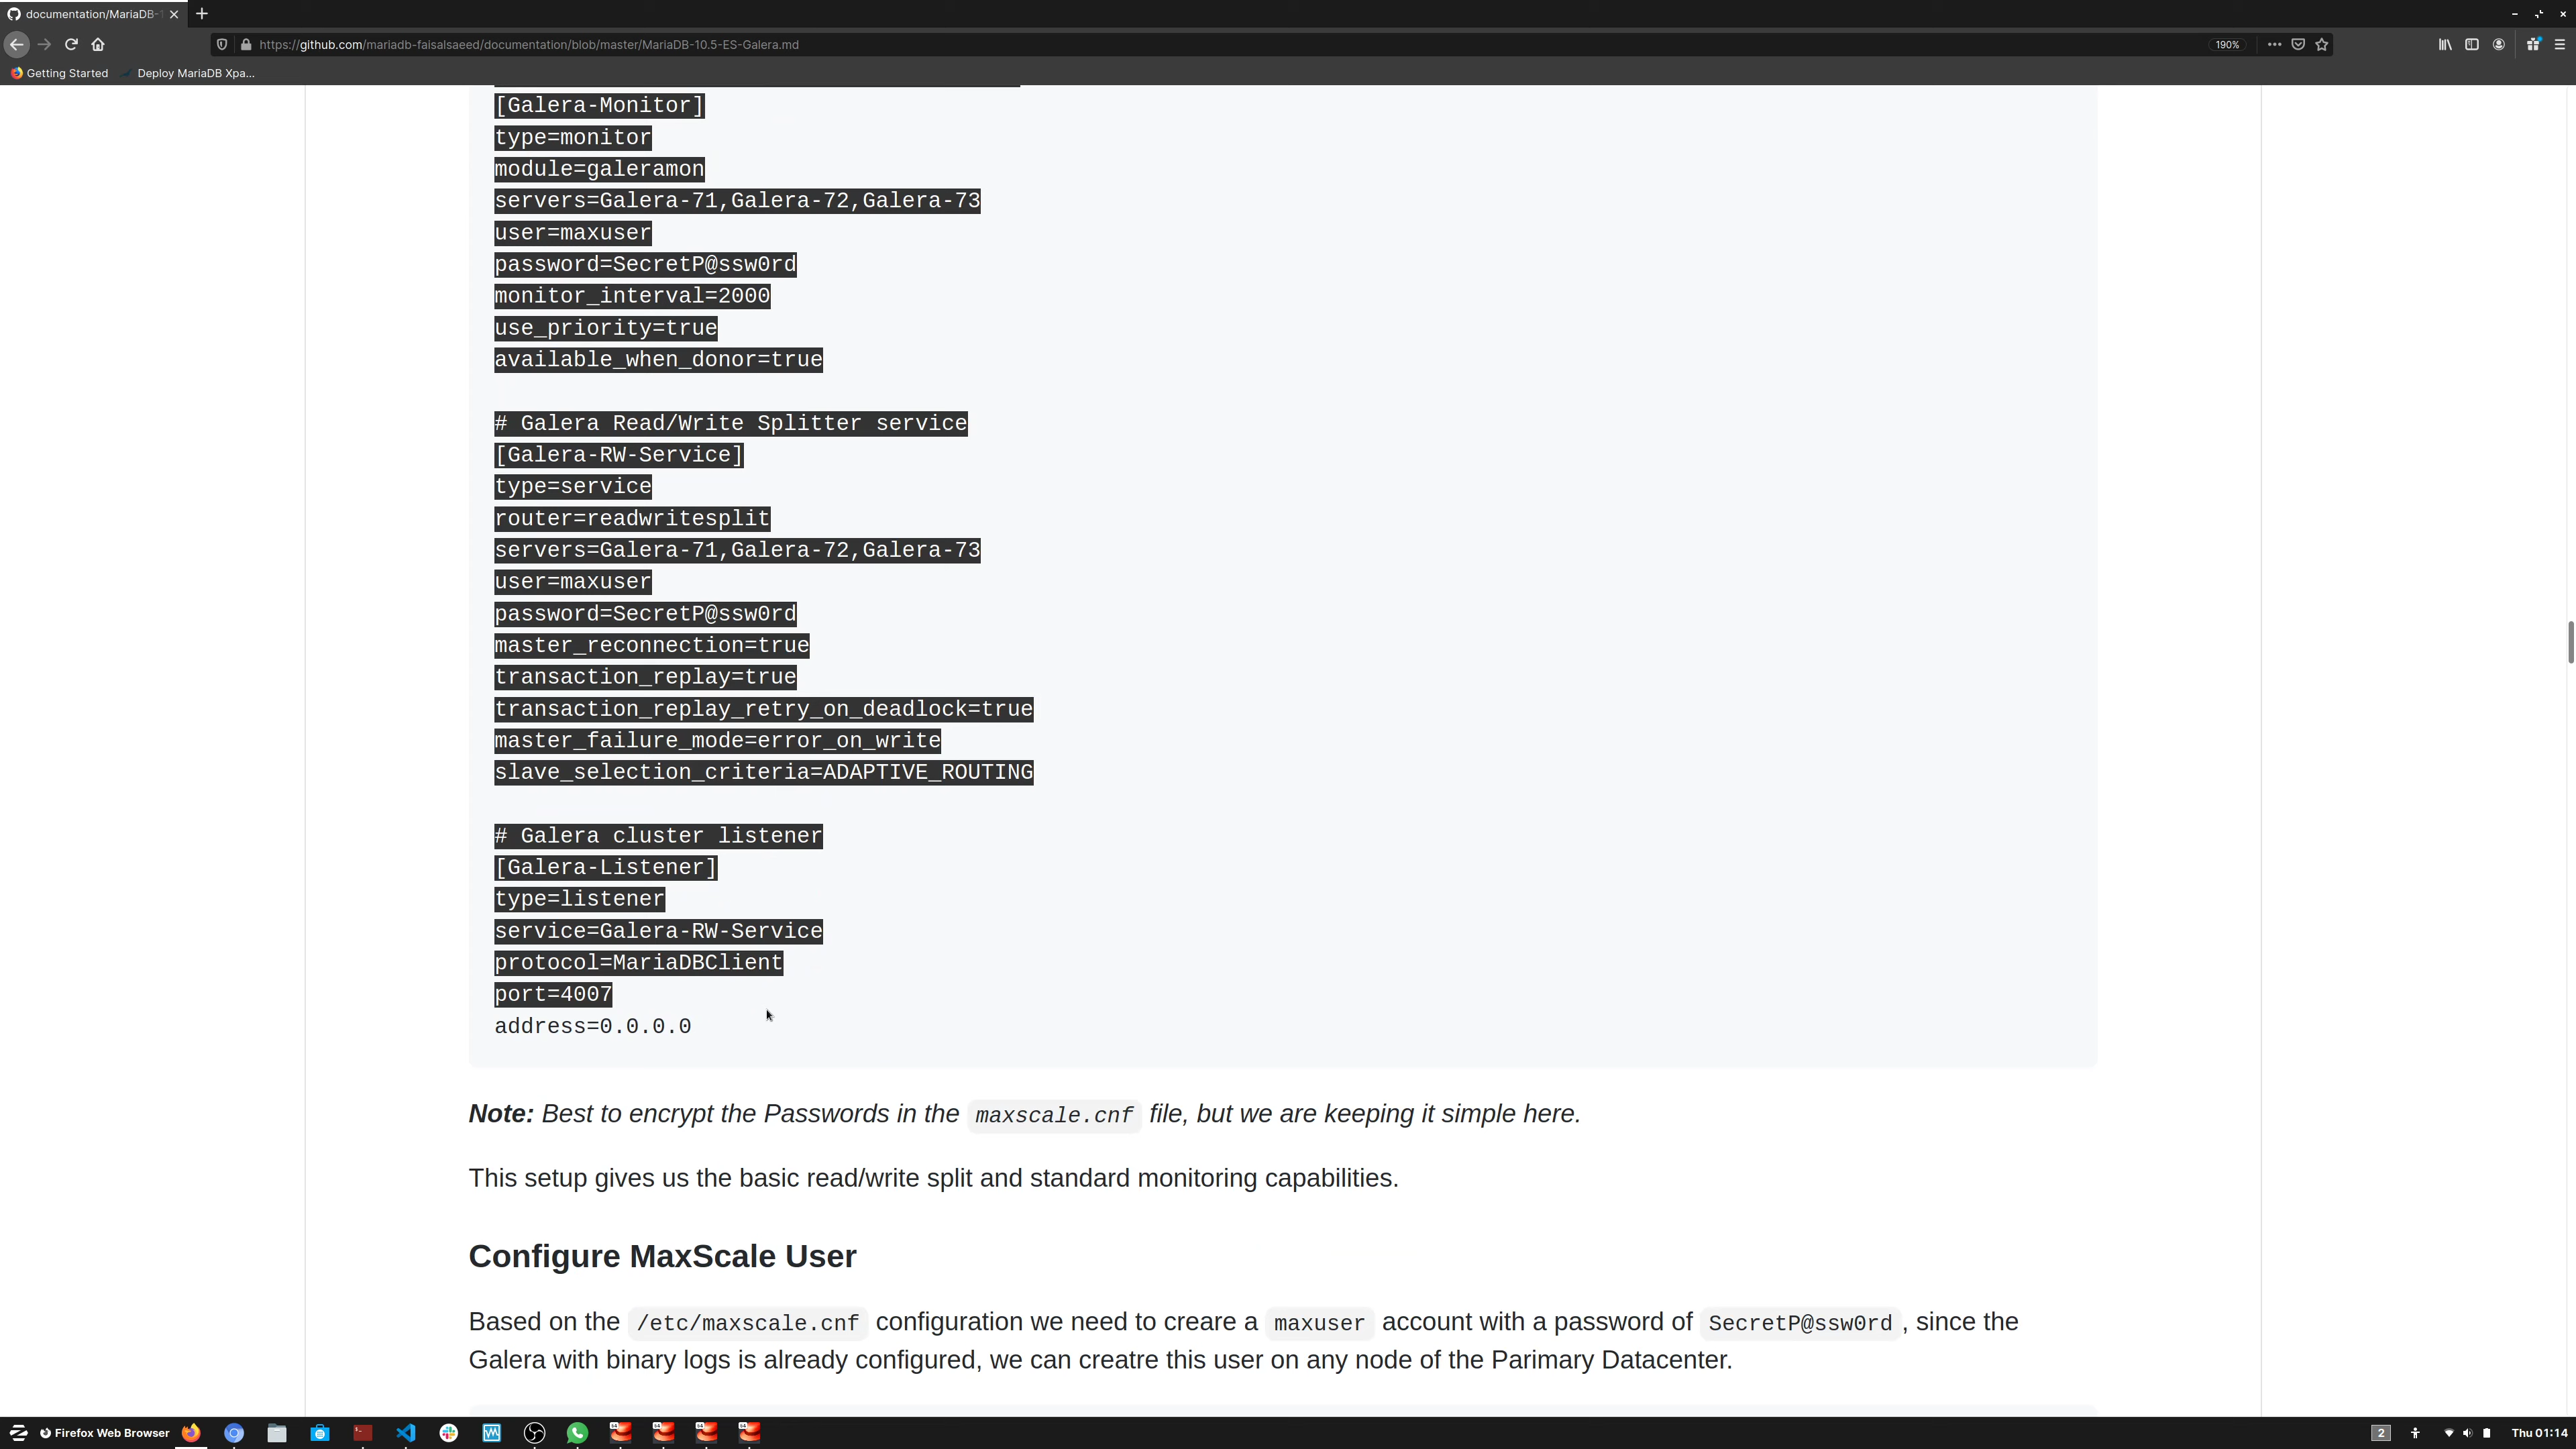 documentation/MariaDB-1
https://github.com/mariadb-faisalsaeed/documentation/blob/master/MariaDB-10.5-ES-Galera.md
190%
Getting Started
Deploy MariaDB Xpa...
[Galera-Monitor]
type=monitor
module=galeramon
servers=Galera-71,Galera-72,Galera-73
user=maxuser
password=SecretP@ssw0rd
monitor_interval=2000
use_priority=true
available_when_donor=true
# Galera Read/Write Splitter service
[Galera-RW-Service]
type=service
router=readwritesplit
servers=Galera-71,Galera-72,Galera-73
user=maxuser
password=SecretP@ssw0rd
master_reconnection=true
transaction_replay=true
transaction_replay_retry_on_deadlock=true
master_failure_mode=error_on_write
slave_selection_criteria=ADAPTIVE_ROUTING
# Galera cluster listener
[Galera-Listener]
type=listener
service=Galera-RW-Service
protocol=MariaDBClient
port=4007
address=0.0.0.0
Note: Best to encrypt the Passwords in the maxscale.cnf file, but we are keeping it simple here.
This setup gives us the basic read/write split and standard monitoring capabilities.
Configure MaxScale User
Based on the /etc/maxscale.cnf configuration we need to creare a maxuser account with a password of SecretP@ssw0rd, since the
Galera with binary logs is already configured, we can creatre this user on any node of the Parimary Datacenter.
Firefox Web Browser
2
Thu 01:14